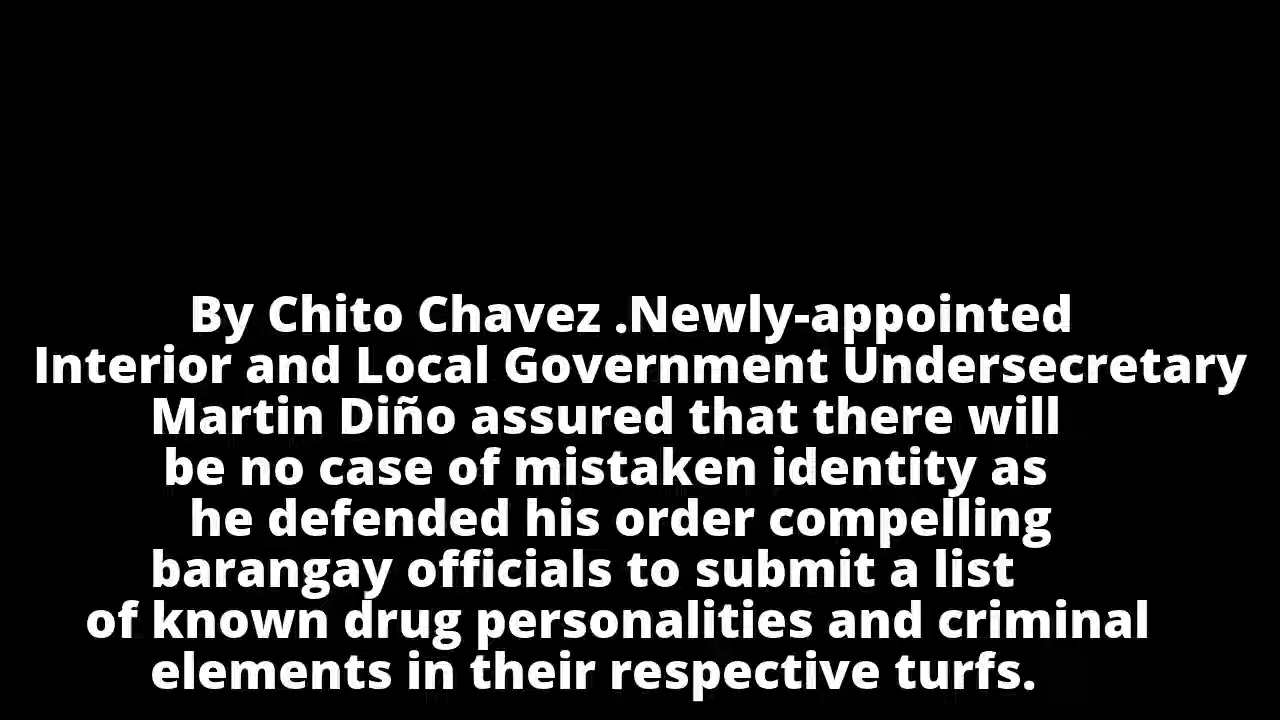 By Chito Chavez .Newly-appointed
Interior and Local Government Undersecretary
Martin Diño assured that there will
be no case of mistaken identity as
he defended his order compelling
barangay officials to submit a list
of known drug personalities and criminal
elements in their respective turfs.